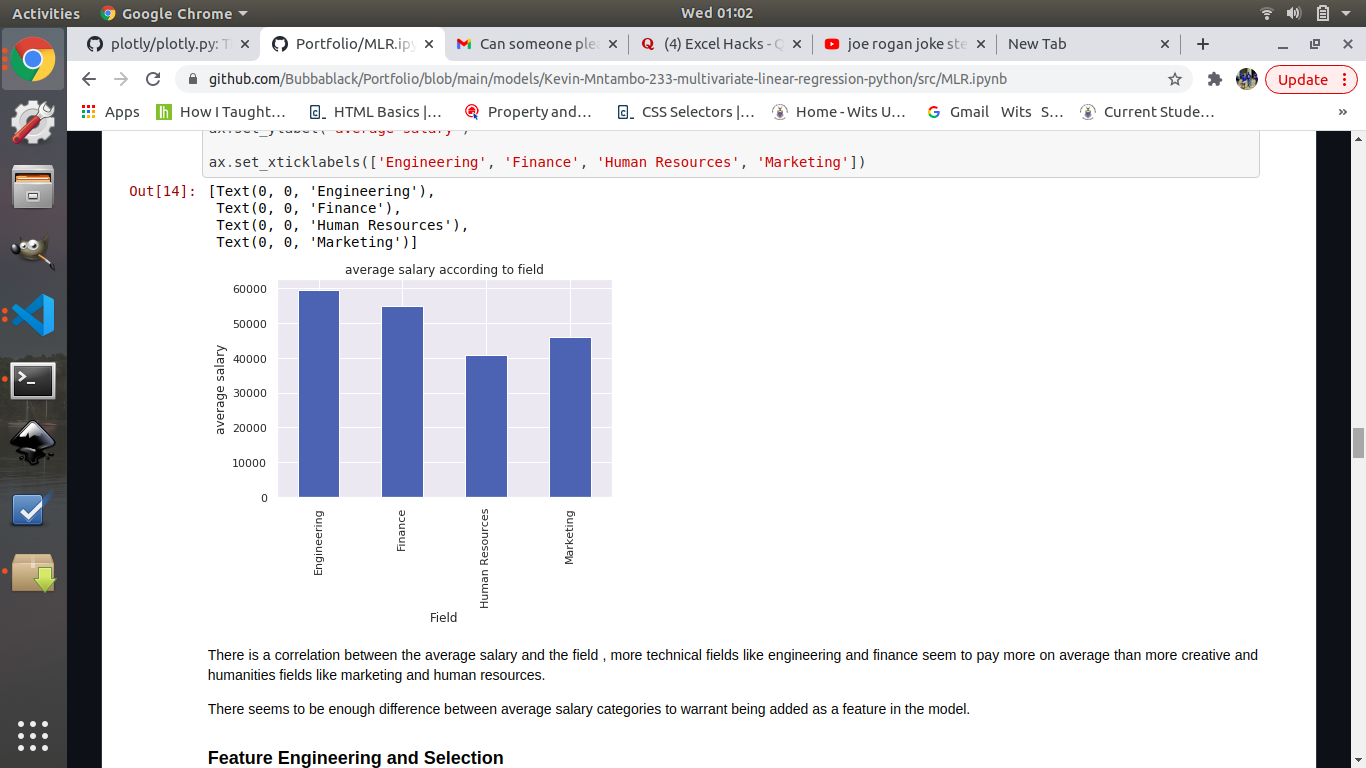 Activities
Google Chrome
Wed 01:02
plotly/plotly.py: T
Portfolio/MLR.ipy
Can someone ple
(4) Excel Hacks - Q
joe rogan joke ste
New Tab
github.com/Bubbablack/Portfolio/blob/main/models/Kevin-Mntambo-233-multivariate-linear-regression-python/src/MLR.ipynb
Update
Apps
How I Taught…
HTML Basics |…
Property and…
CSS Selectors |…
Home - Wits U…
Gmail
Wits S…
Current Stude…
»
ax.set_ylabel('average salary')
ax.set_xticklabels(['Engineering', 'Finance', 'Human Resources', 'Marketing'])
Out[14]: [Text(0, 0, 'Engineering'),
Text(0, 0, 'Finance'),
Text(0, 0, 'Human Resources'),
Text(0, 0, 'Marketing')]
average salary according to field
60000
50000
40000
30000
20000
10000
0
average salary
Engineering
Finance
Human Resources
Marketing
Field
There is a correlation between the average salary and the field , more technical fields like engineering and finance seem to pay more on average than more creative and
humanities fields like marketing and human resources.
There seems to be enough difference between average salary categories to warrant being added as a feature in the model.
Feature Engineering and Selection